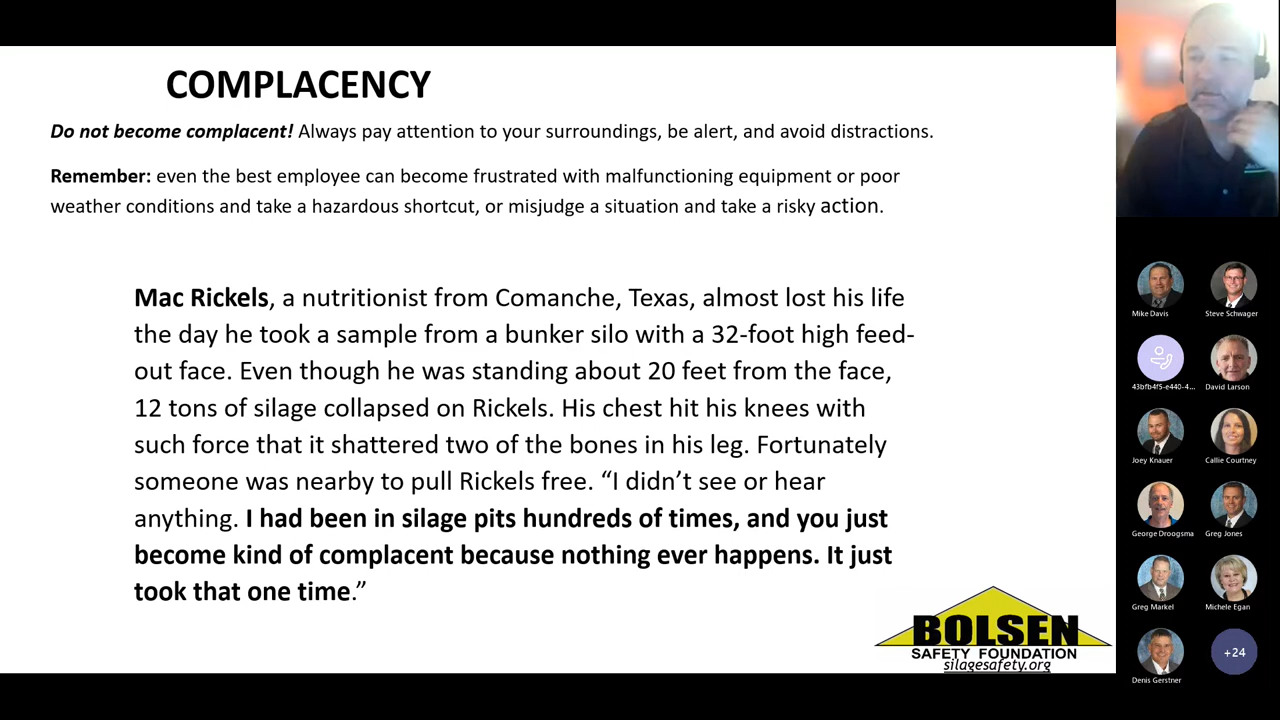 COMPLACENCY
Do not become complacent! Always pay attention to your surroundings, be alert, and avoid distractions.
Remember: even the best employee can become frustrated with malfunctioning equipment or poor
weather conditions and take a hazardous shortcut, or misjudge a situation and take a risky action.
Mac Rickels, a nutritionist from Comanche, Texas, almost lost his life
the day he took a sample from a bunker silo with a 32-foot high feed-
out face. Even though he was standing about 20 feet from the face,
12 tons of silage collapsed on Rickels. His chest hit his knees with
such force that it shattered two of the bones in his leg. Fortunately
someone was nearby to pull Rickels free. “I didn’t see or hear
anything. I had been in silage pits hundreds of times, and you just
become kind of complacent because nothing ever happens. It just
took that one time.”
BOLSEN
SAFETY FOUNDATION
silagesafety.org
Mike Davis
Steve Schwager
43bfb4f5-e440-4...
David Larson
Joey Knauer
Callie Courtney
George Droogsma
Greg Jones
Greg Markel
Michele Egan
Denis Gerstner
+24